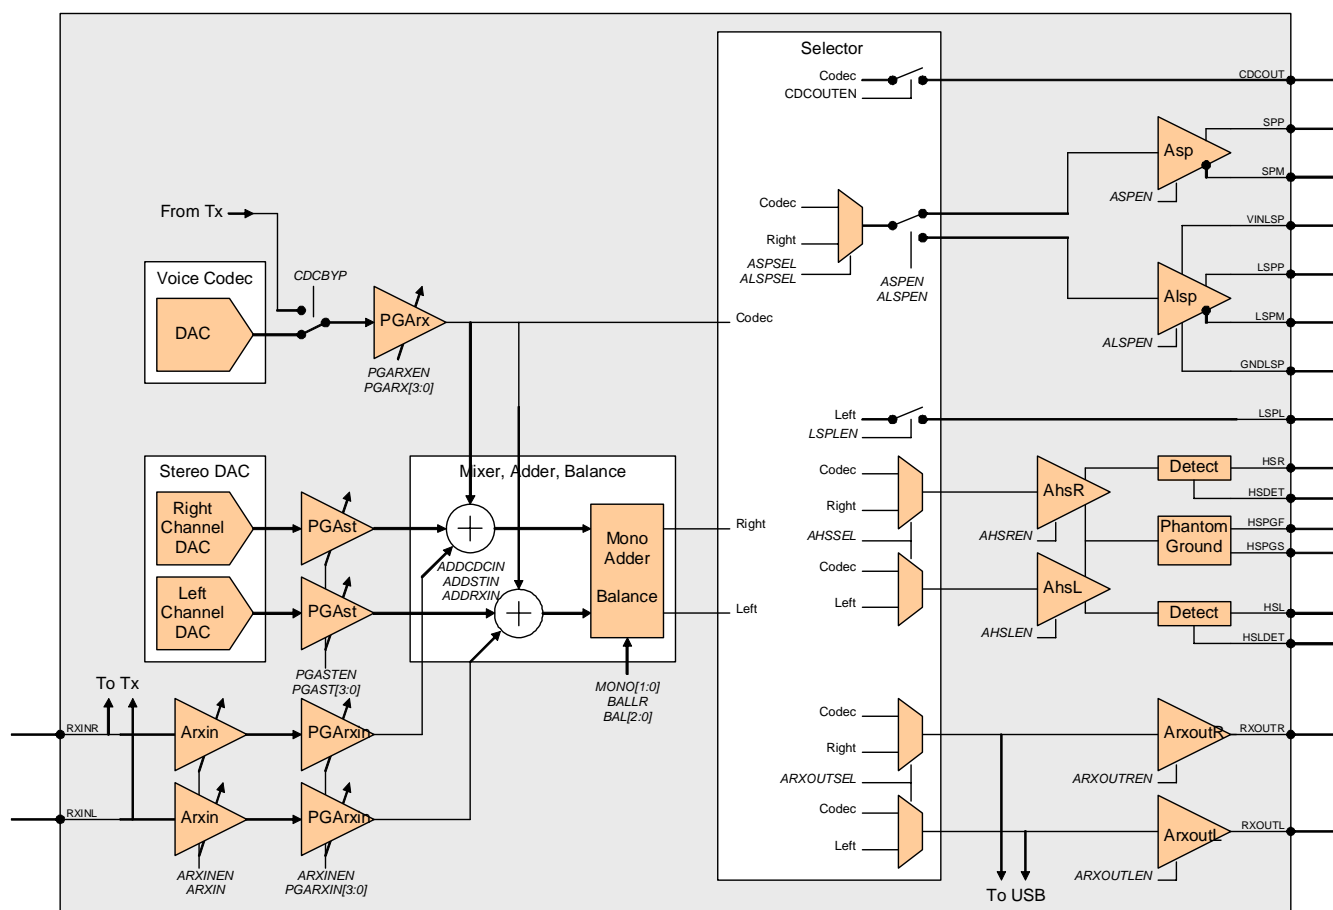 Selector
Codec
CDCOUTEN
CDCOUT
SPP
Asp
SPM
ASPEN
From Tx
Codec
Right
ASPSEL
ALSPSEL
ASPEN
ALSPEN
VINLSP
LSPP
Alsp
LSPM
ALSPEN
GNDLSP
Voice Codec
DAC
CDCBYP
PGArx
PGARXEN
PGARX[3:0]
Codec
Left
LSPLEN
LSPL
Stereo DAC
Right
Channel
DAC
Left
Channel
DAC
PGAst
PGAst
PGASTEN
PGAST[3:0]
Mixer, Adder, Balance
ADDCDCIN
ADDSTIN
ADDRXIN
Mono
Adder
Balance
MONO[1:0]
BALLR
BAL[2:0]
Right
Left
Codec
Right
AHSSEL
Codec
Left
AhsR
AHSREN
AhsL
AHSLEN
Detect
HSR
HSDET
Phantom
Ground
HSPGF
HSPGS
Detect
HSL
HSLDET
To Tx
RXINR
Arxin
PGArxin
RXINL
Arxin
PGArxin
ARXINEN
ARXIN
ARXINEN
PGARXIN[3:0]
Codec
Right
ARXOUTSEL
Codec
Left
ArxoutR
RXOUTR
ARXOUTREN
ArxoutL
RXOUTL
ARXOUTLEN
To USB